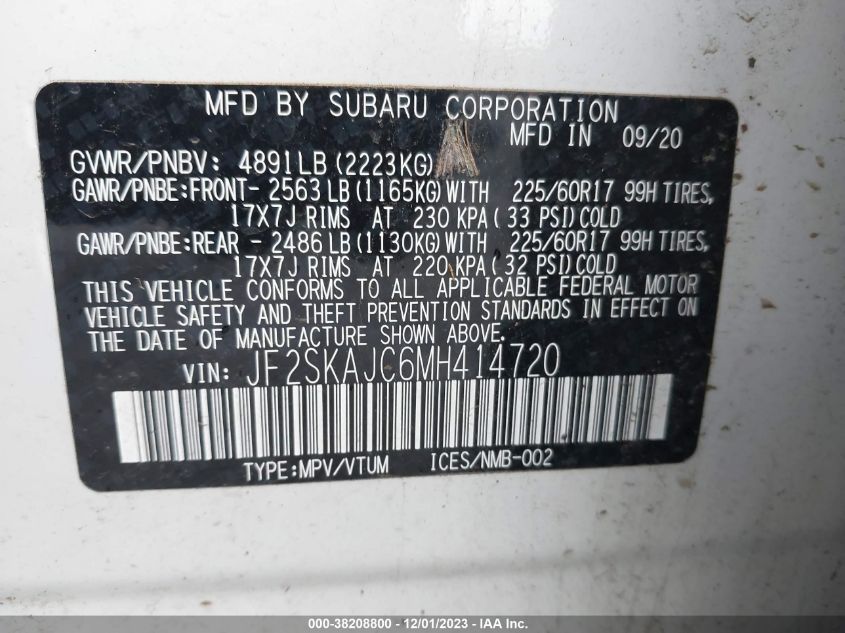 MFD BY SUBARU CORPORATION
MFD IN 09/20
GVWR/PNBV: 4891LB (2223KG)
GAWR/PNBE:FRONT- 2563 LB (1165KG) WITH 225/60R17 99H TIRES,
17X7J RIMS AT 230 KPA ( 33 PSI) COLD
GAWR/PNBE:REAR - 2486 LB (1130KG) WITH 225/60R17 99H TIRES,
17X7J RIMS AT 220 KPA ( 32 PSI) COLD
THIS VEHICLE CONFORMS TO ALL APPLICABLE FEDERAL MOTOR
VEHICLE SAFETY AND THEFT PREVENTION STANDARDS IN EFFECT ON
THE DATE OF MANUFACTURE SHOWN ABOVE.
VIN: JF2SKAJC6MH414720
TYPE:MPV/VTUM ICES/NMB-002
000-38208800 - 12/01/2023 - IAAI.COM